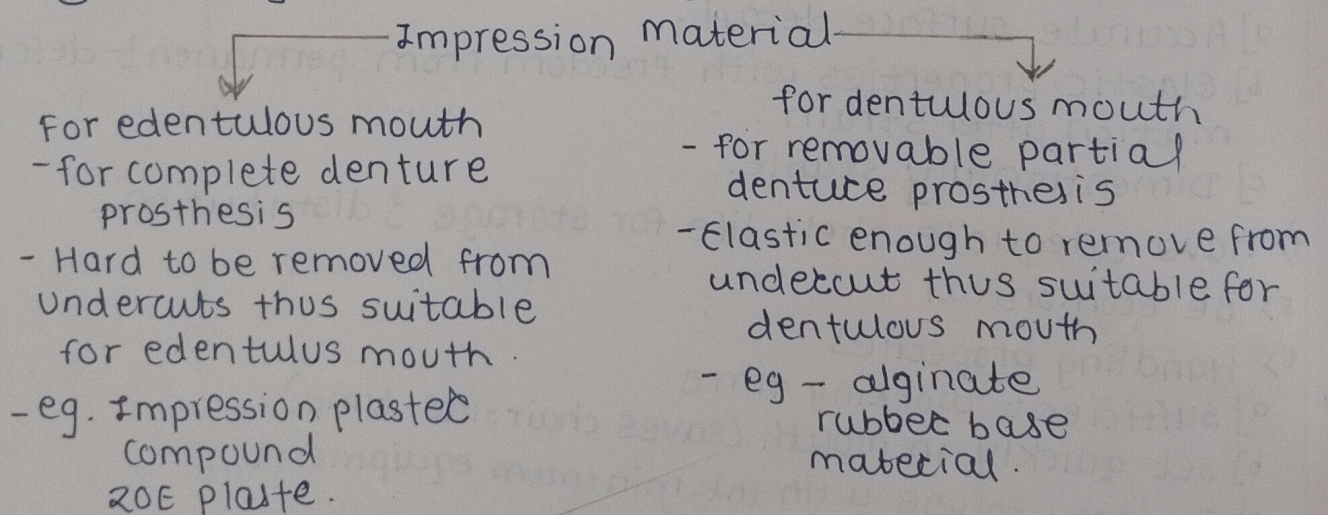 Impression material
For edentulous mouth
- for complete denture
prosthesis
- Hard to be removed from
undercuts thus suitable
for edentulus mouth.
- eg. Impression plaster
compound
ZOE plaste.
for dentulous mouth
- for removable partial
denture prosthesis
- Elastic enough to remove from
undercut thus suitable for
dentulous mouth
- eg - alginate
rubber base
material.